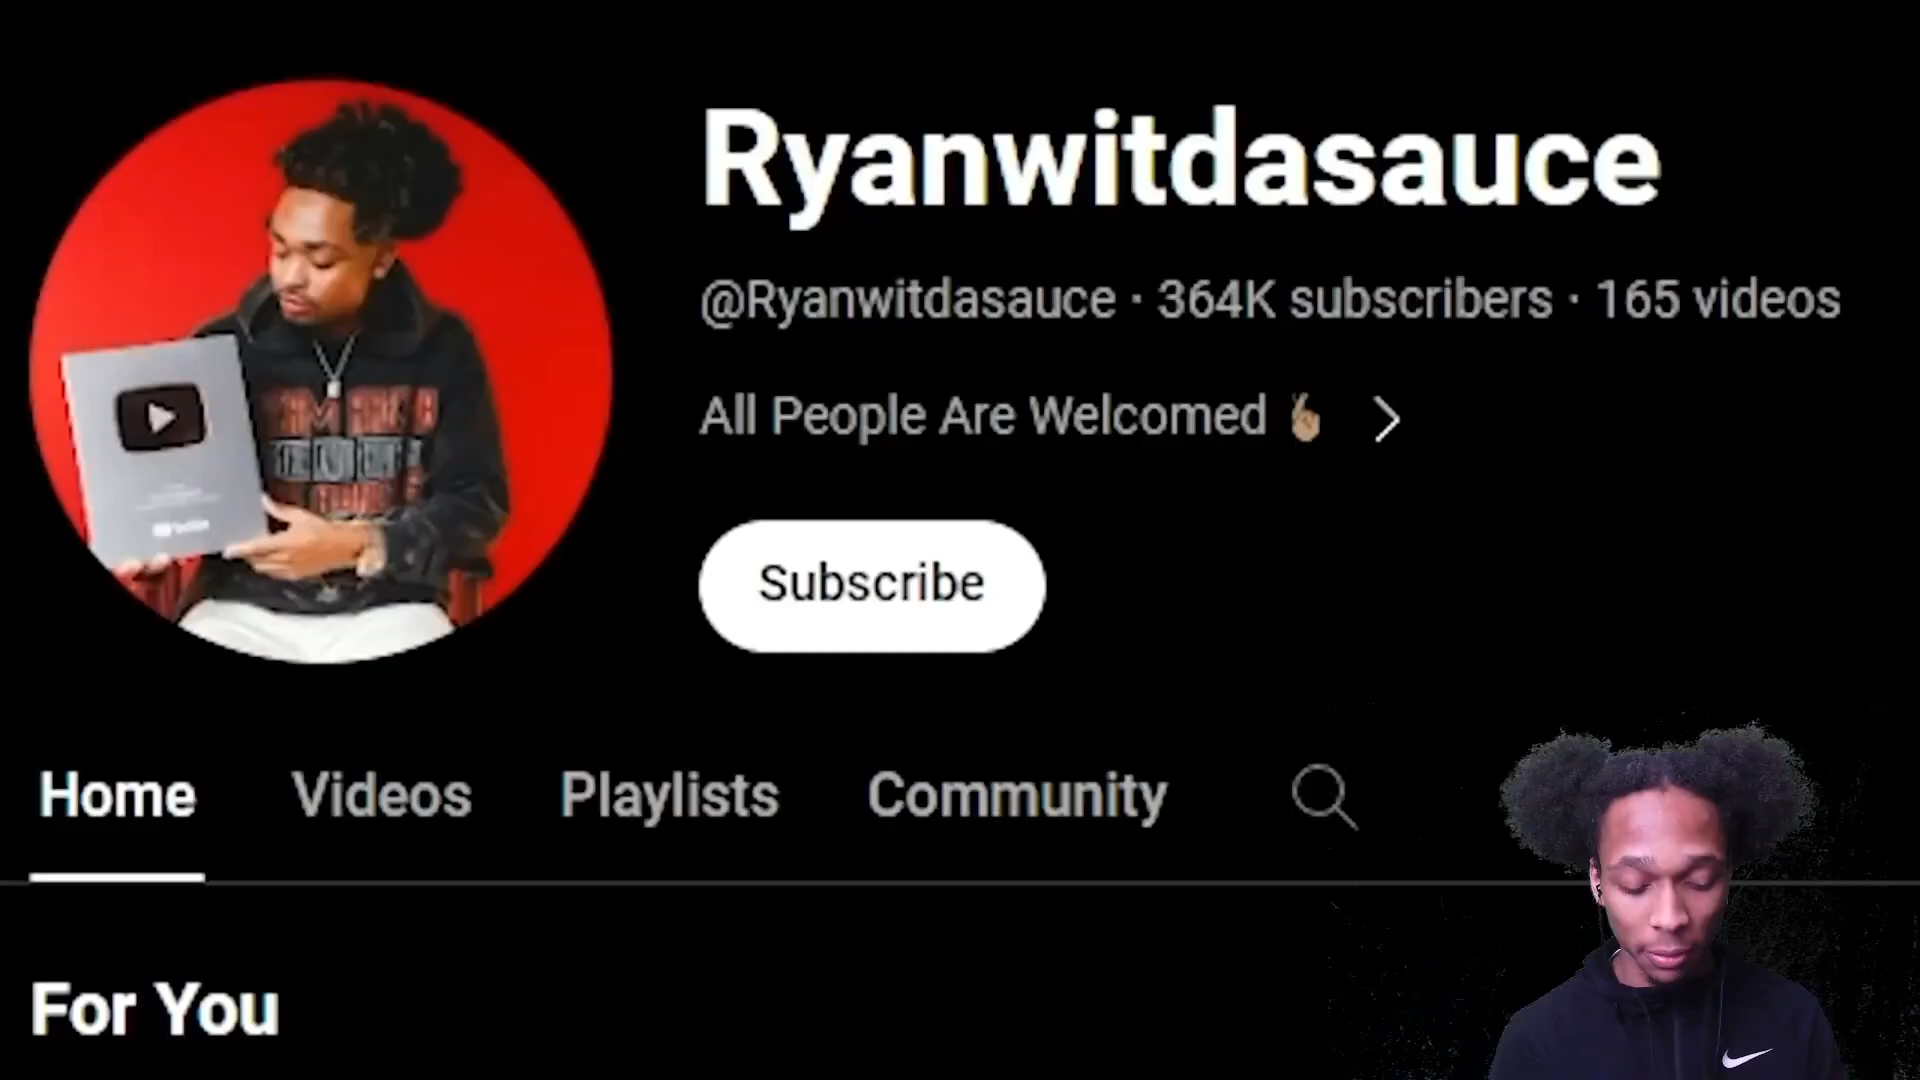 Ryanwitdasauce
@Ryanwitdasauce · 364K subscribers · 165 videos
All People Are Welcomed 🤞🏽 >
Subscribe
Home Videos Playlists Community
For You